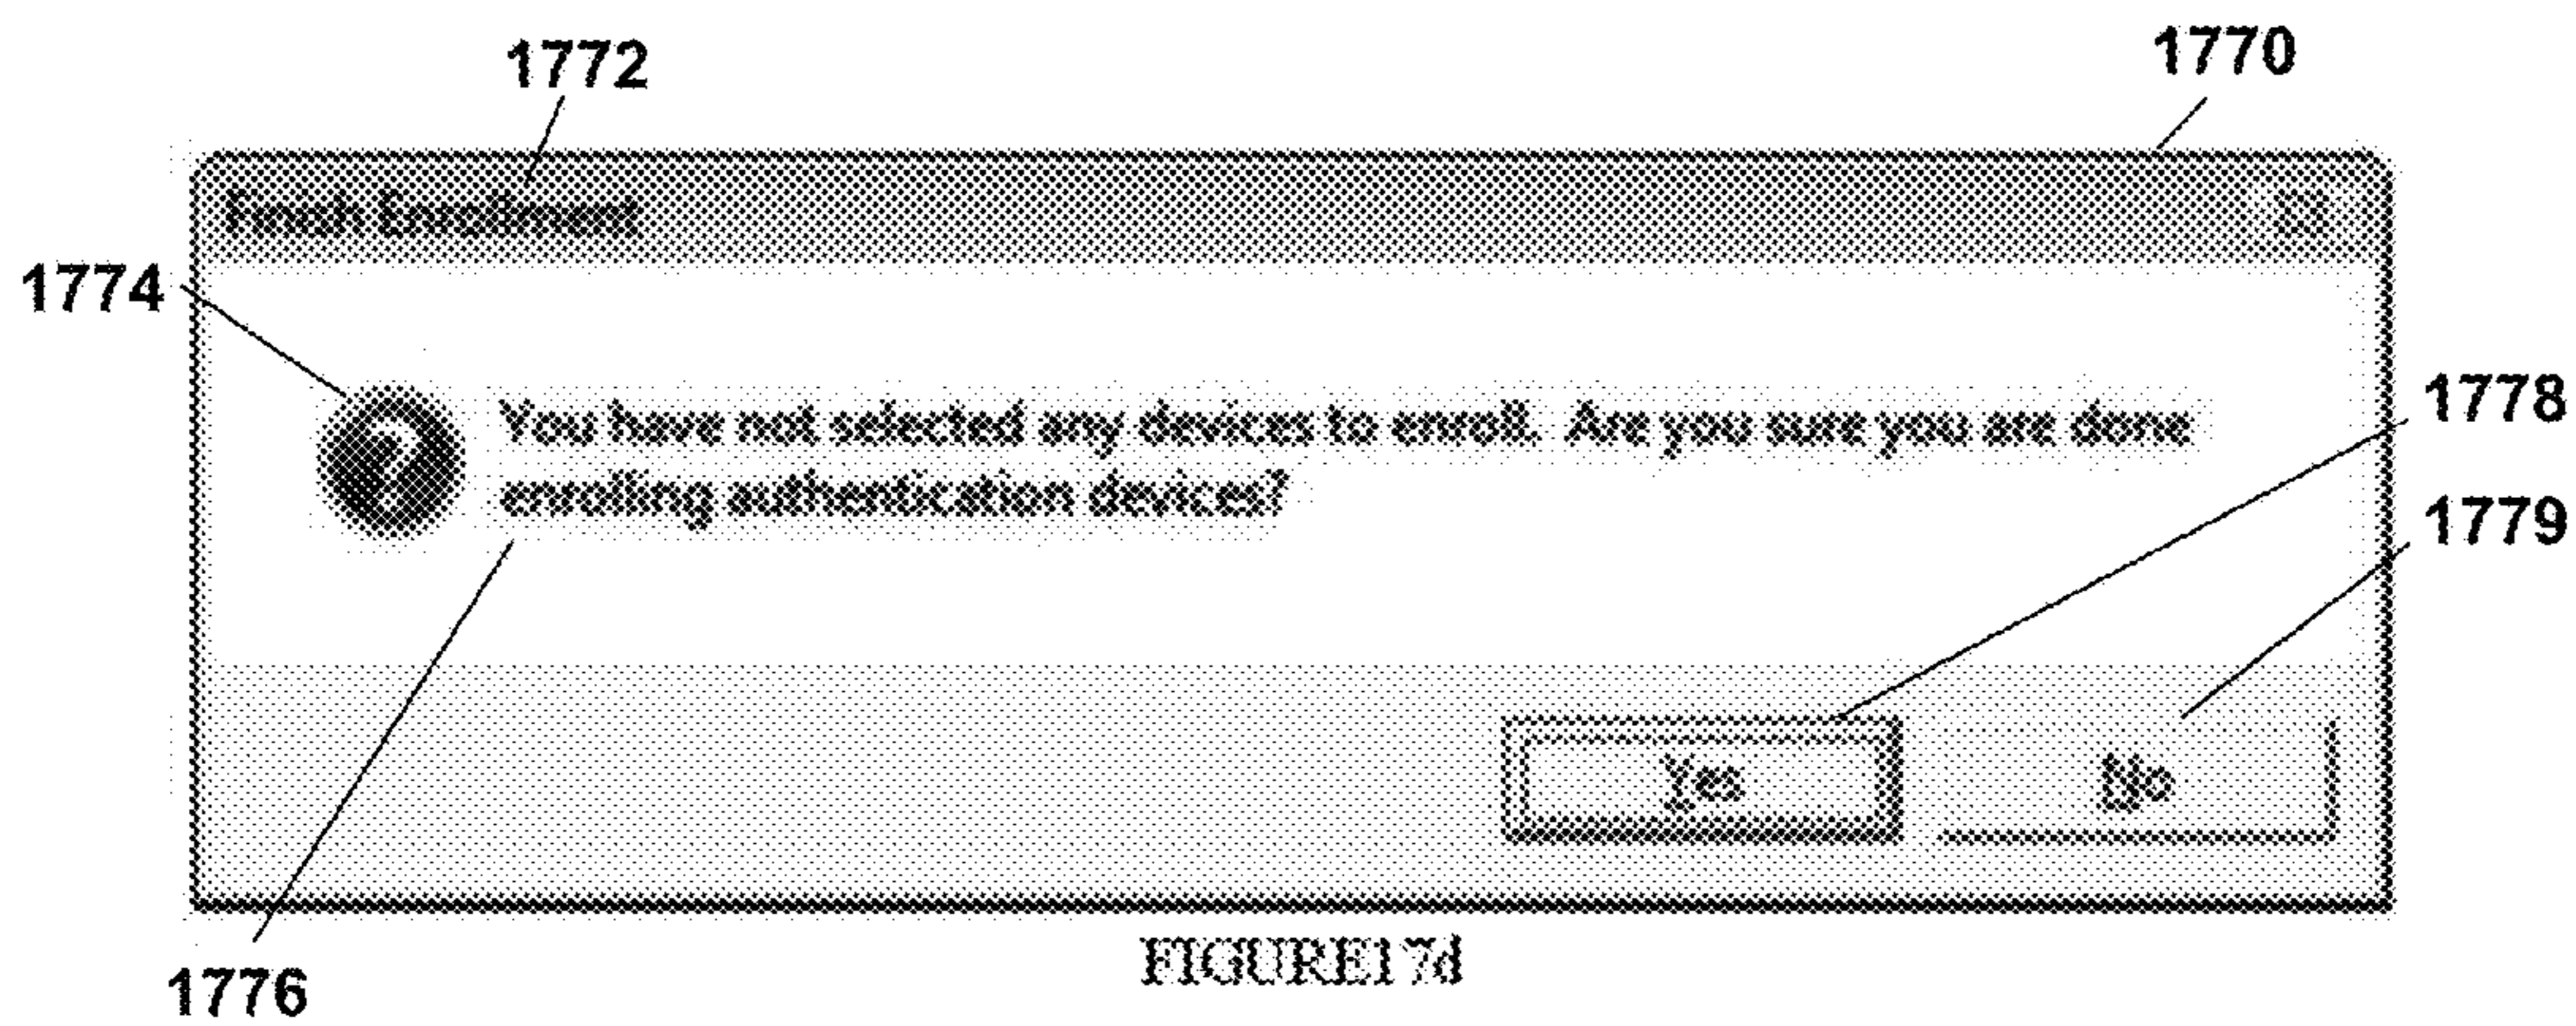 1772
1770
Finish Enrollment
1774
?
You have not selected any devices to enroll. Are you sure you are done
enrolling authentication devices?
1778
1779
Yes
No
1776
FIGURE17d